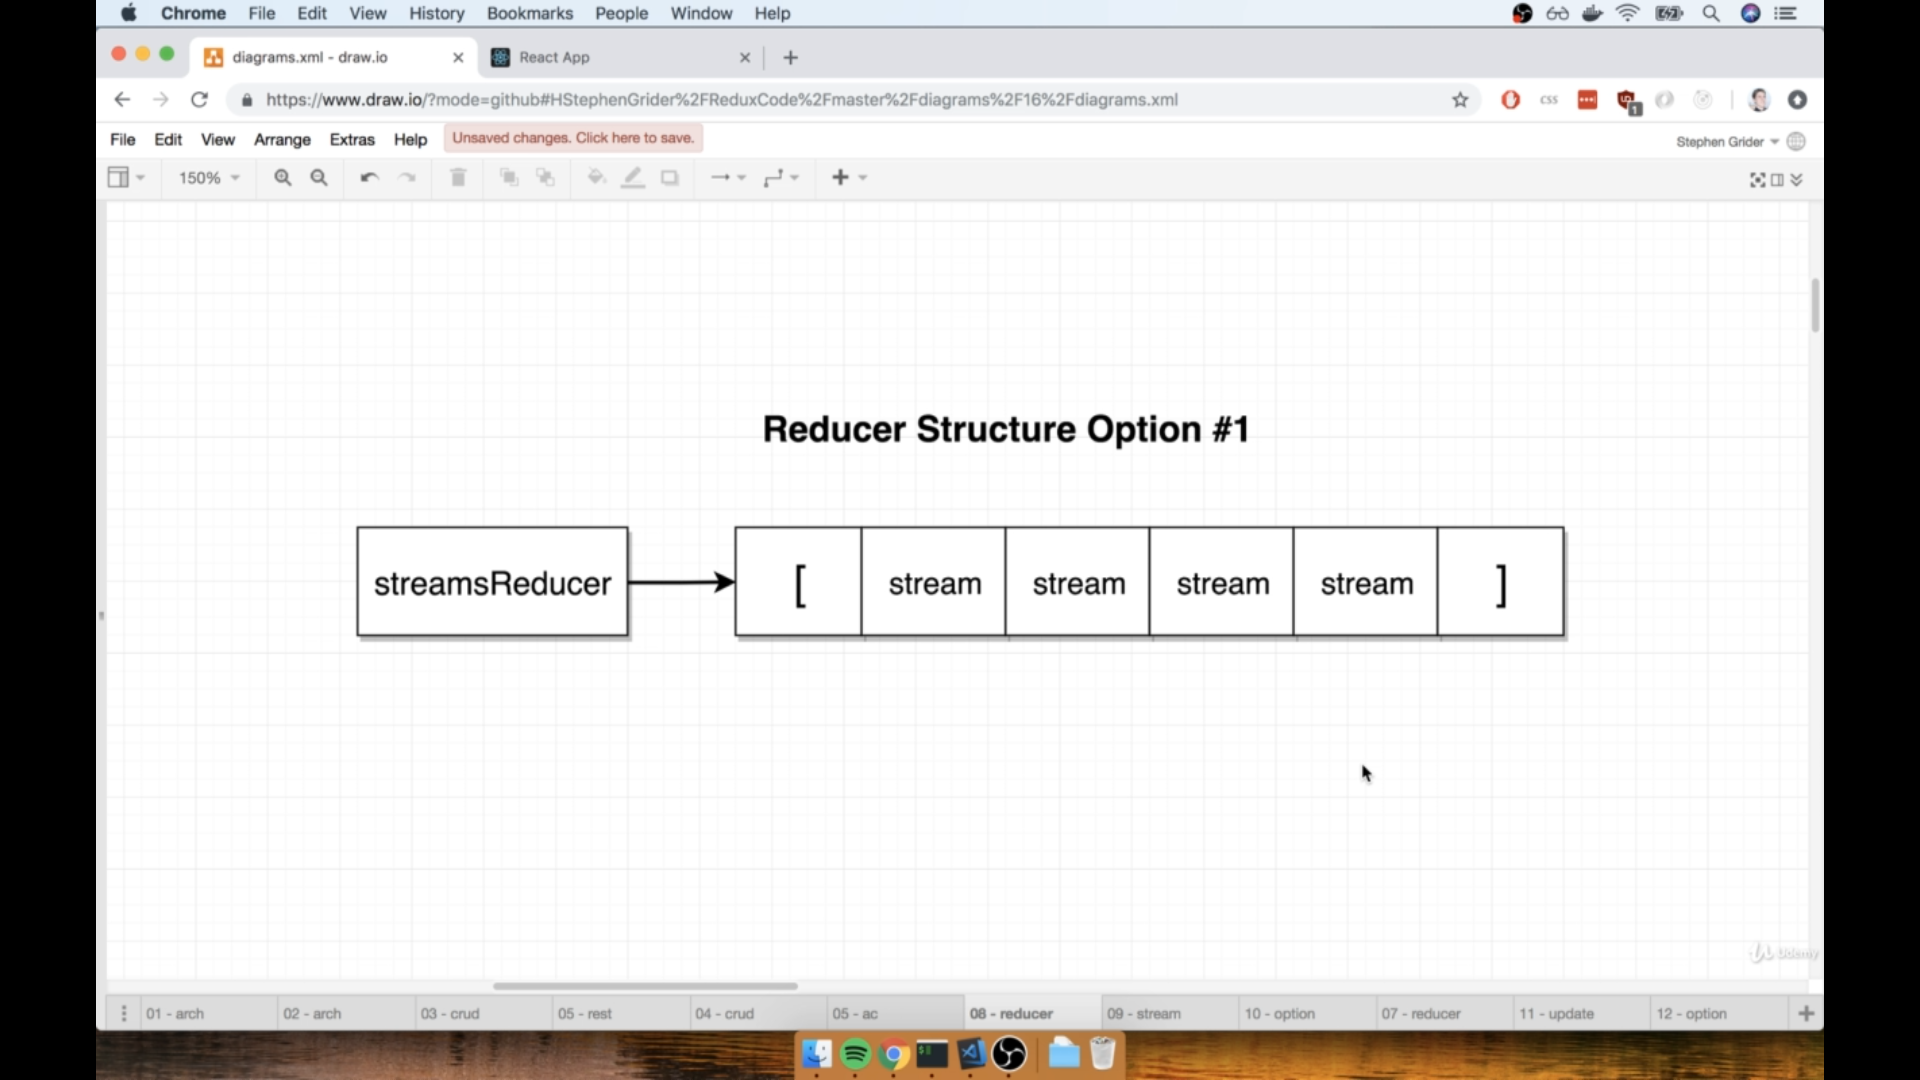 Chrome File Edit View History Bookmarks People Window Help
diagrams.xml - draw.io
React App
https://www.draw.io/?mode=github#HStephenGrider%2FReduxCode%2Fmaster%2Fdiagrams%2F16%2Fdiagrams.xml
CSS
1
File Edit View Arrange Extras Help Unsaved changes. Click here to save.
Stephen Grider
150%
Reducer Structure Option #1
streamsReducer
[ stream stream stream stream ]
Udemy
01 - arch 02 - arch 03 - crud 05 - rest 04 - crud 05 - ac 08 - reducer 09 - stream 10 - option 07 - reducer 11 - update 12 - option